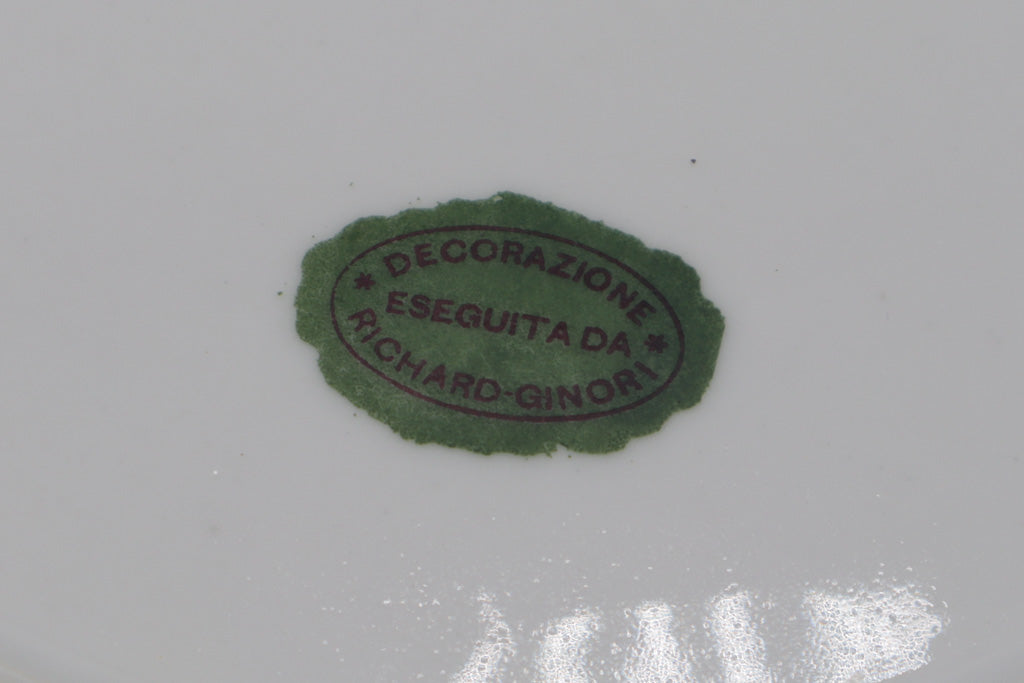 * DECORAZIONE *
ESEGUITA DA
RICHARD-GINORI